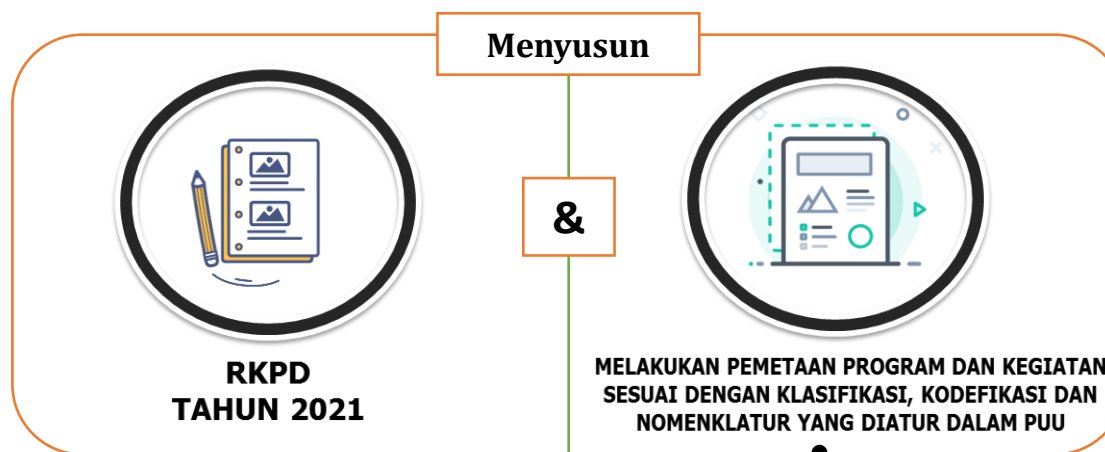 Menyusun
&
RKPD
TAHUN 2021
MELAKUKAN PEMETAAN PROGRAM DAN KEGIATAN
SESUAI DENGAN KLASIFIKASI, KODEFIKASI DAN
NOMENKLATUR YANG DIATUR DALAM PUU